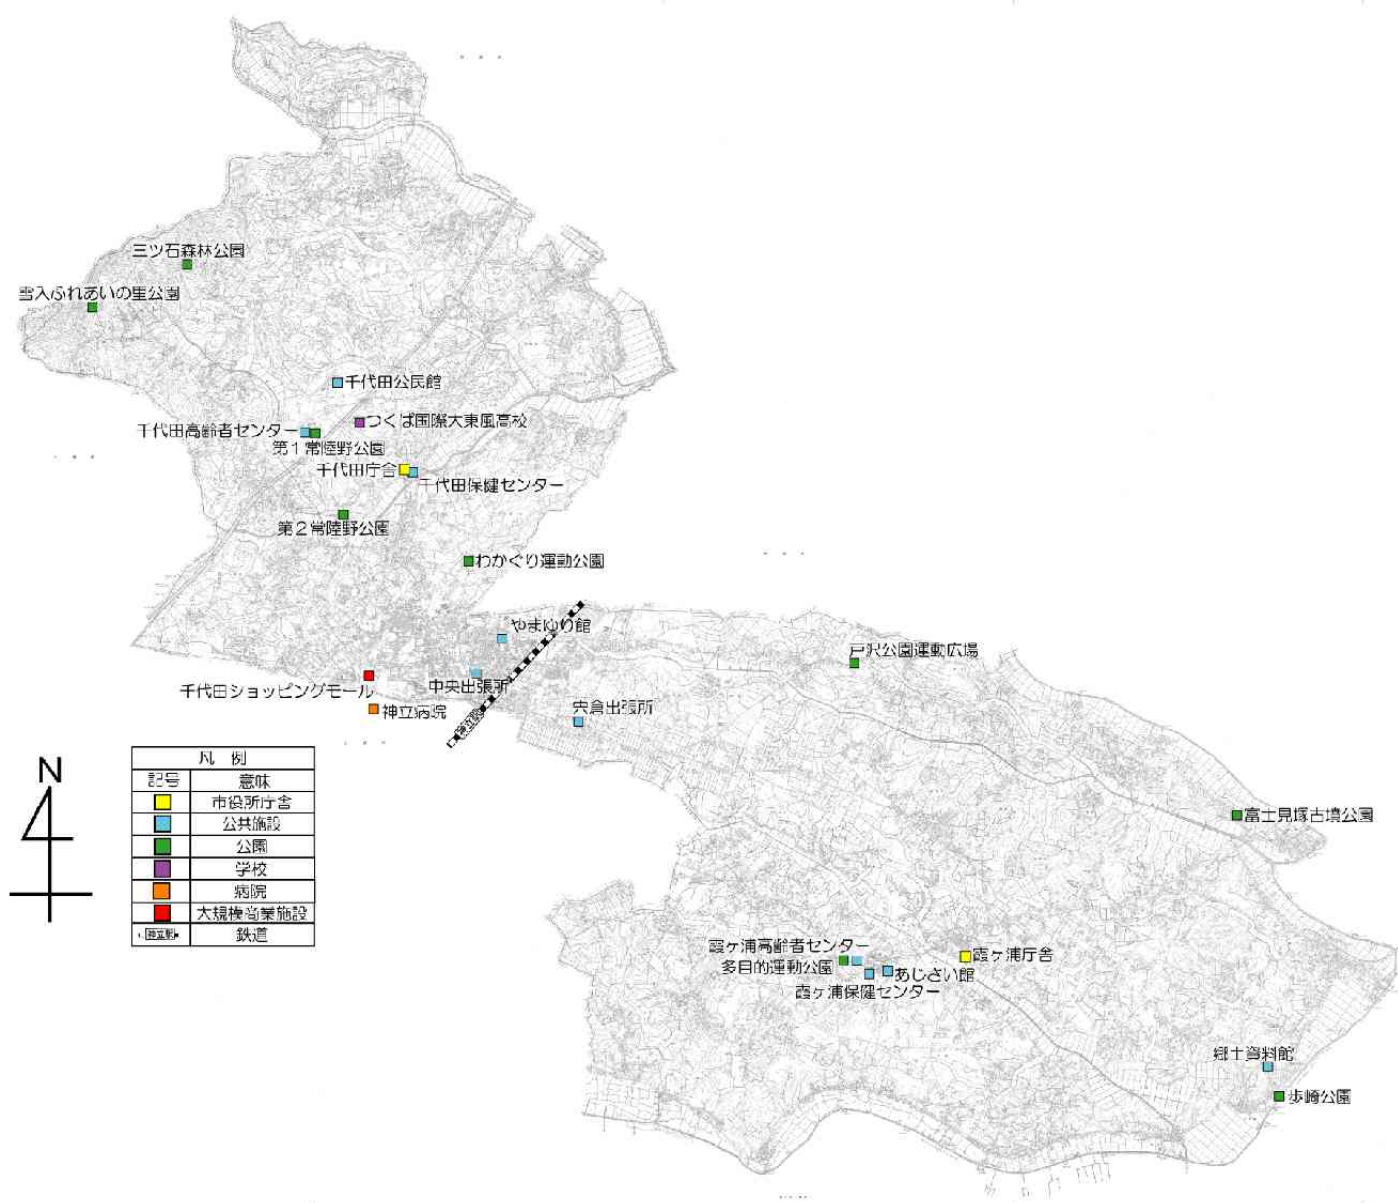 三ツ石森林公園
雪入ふれあいの里公園
千代田公民館
つくば国際大東風高校
千代田高齢者センター
第1常陸野公園
千代田庁舎
千代田保健センター
第2常陸野公園
わかぐり運動公園
やまゆり館
戸沢公園運動広場
千代田ショッピングモール
中央出張所
神立病院
神立駅
宍倉出張所
N
凡 例
記号 意味
市役所庁舎
公共施設
公園
学校
病院
大規模商業施設
神立駅 鉄道
富士見塚古墳公園
霞ヶ浦高齢者センター
多目的運動公園
あじさい館
霞ヶ浦保健センター
霞ヶ浦庁舎
郷土資料館
歩崎公園